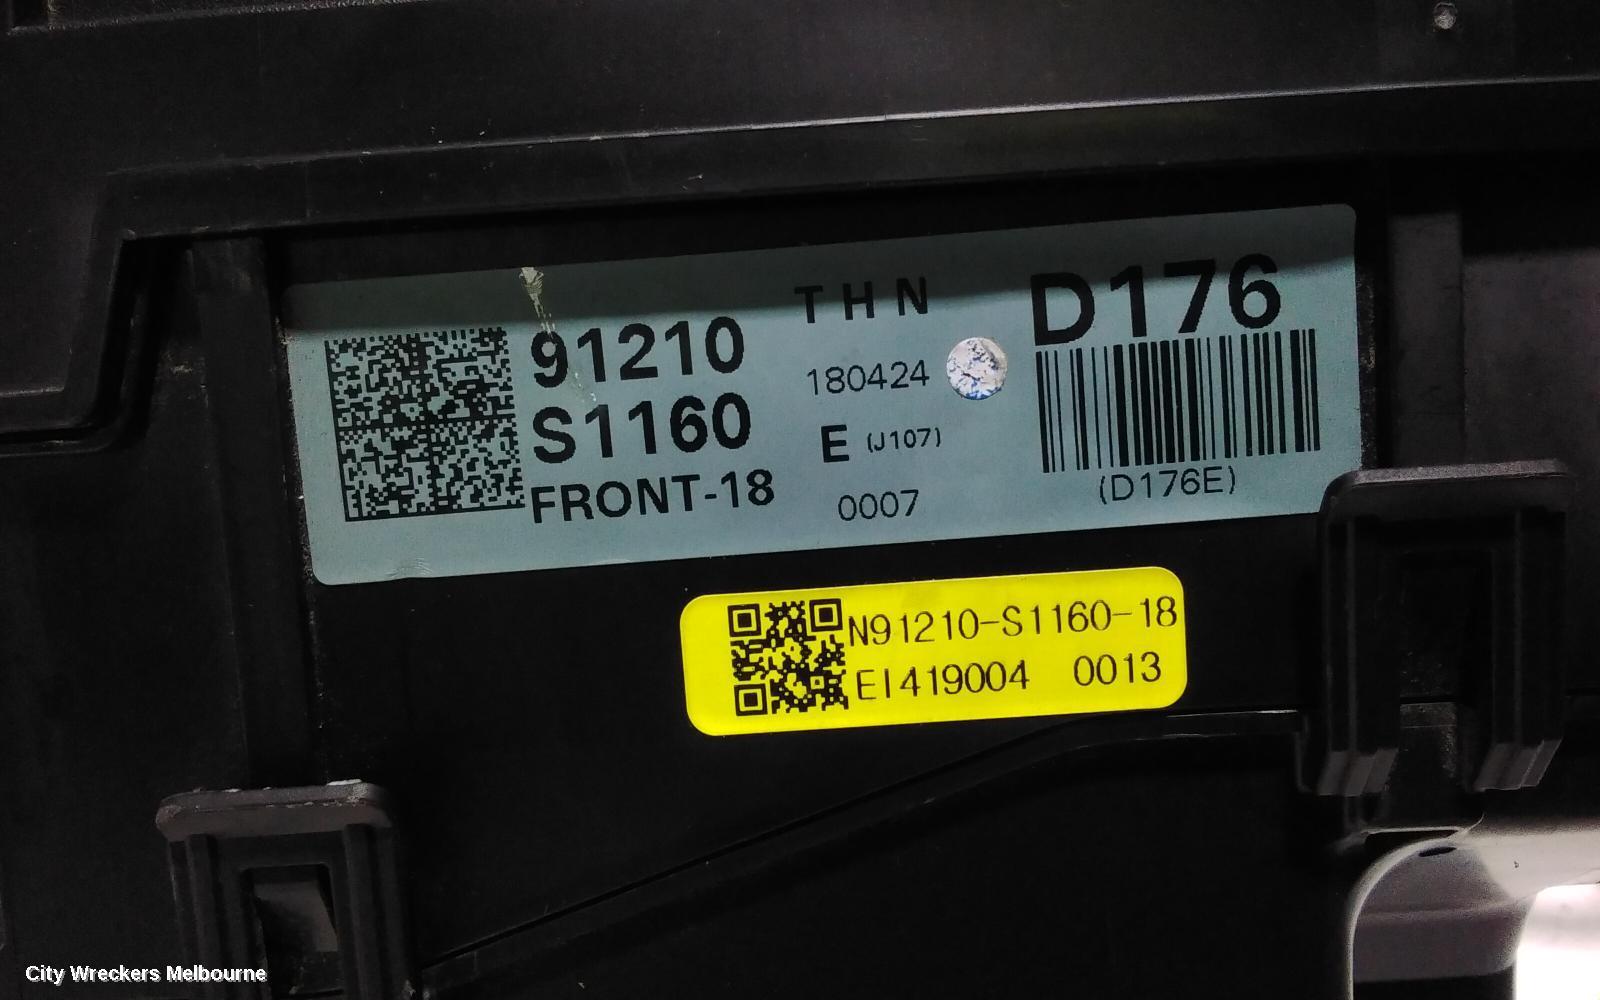 91210
S1160
FRONT-18
THN
180424
E (J107)
0007
D176
(D176E)
N91210-S1160-18
EI419004 0013
City Wreckers Melbourne